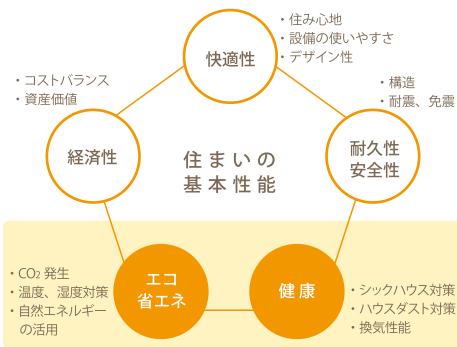 快適性
・住み心地
・設備の使いやすさ
・デザイン性
・コストバランス
・資産価値
経済性
・構造
・耐震、免震
耐久性
安全性
住まいの
基本性能
・CO₂ 発生
・温度、湿度対策
・自然エネルギー
の活用
エコ
省エネ
健康
・シックハウス対策
・ハウスダスト対策
・換気性能